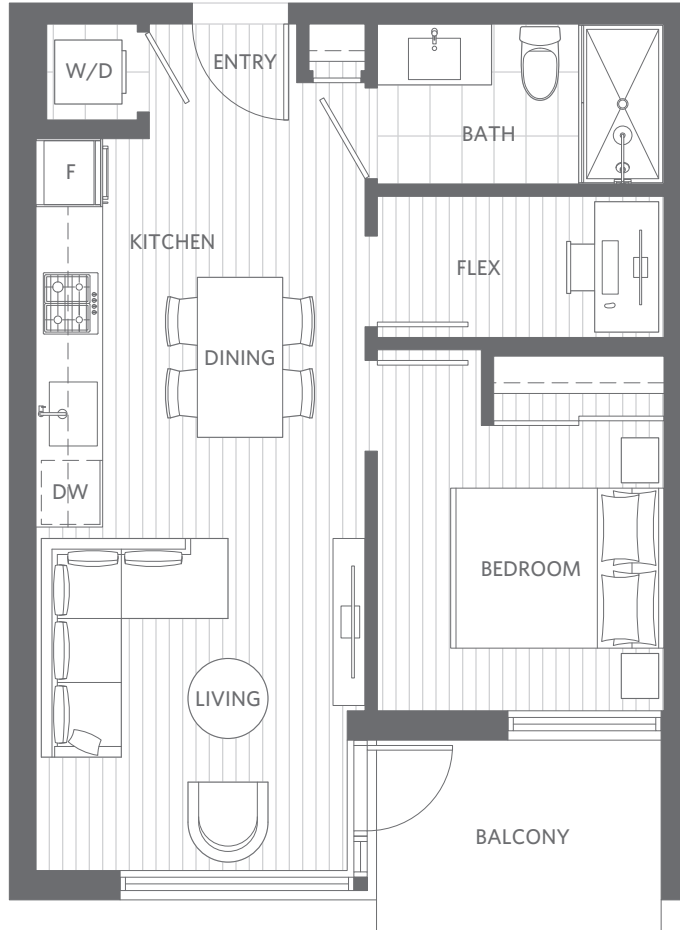 W/D
ENTRY
BATH
F
KITCHEN
FLEX
DINING
DW
BEDROOM
LIVING
BALCONY